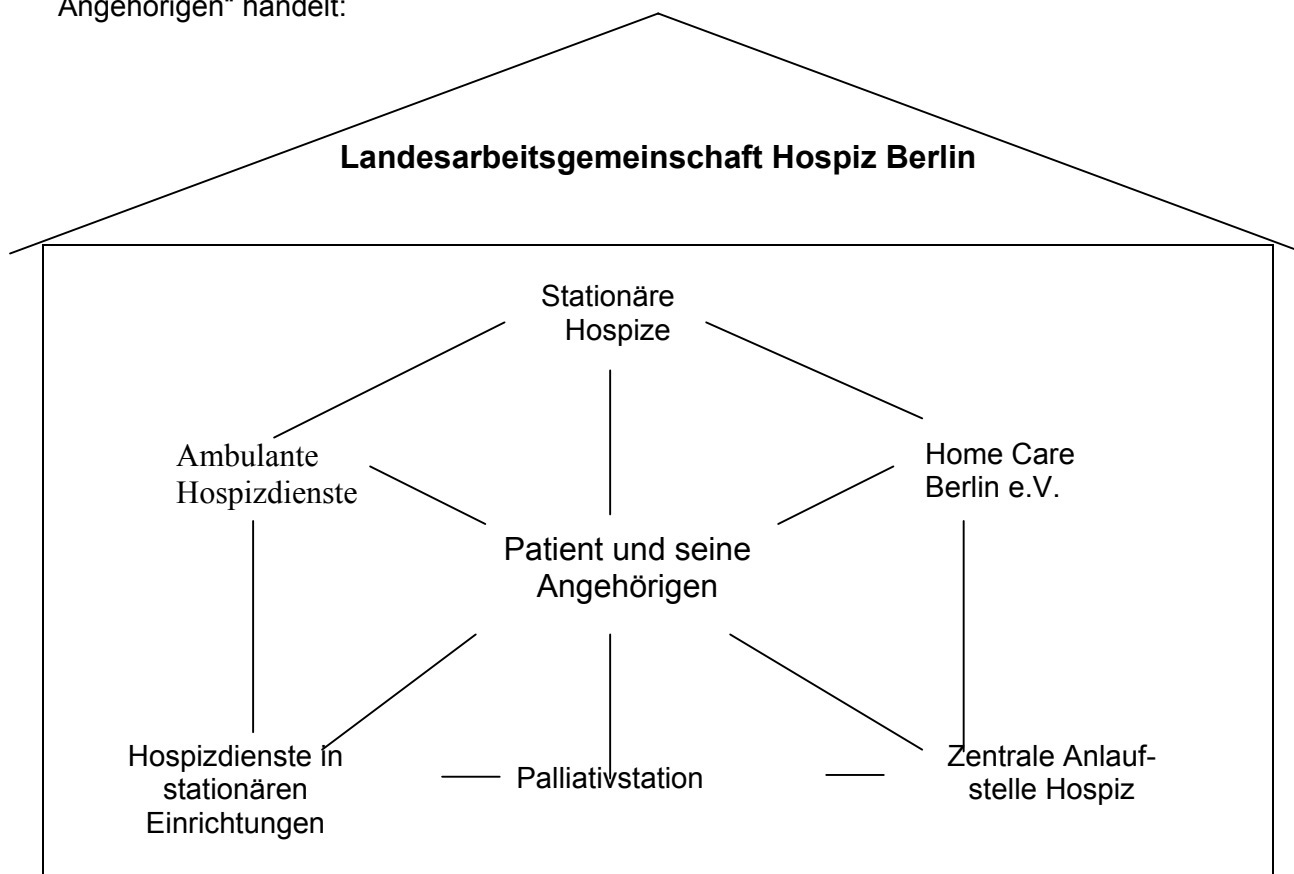 Angehörigen“ handelt:
Landesarbeitsgemeinschaft Hospiz Berlin
Stationäre
Hospize
Ambulante
Hospizdienste
Home Care
Berlin e.V.
Patient und seine
Angehörigen
Hospizdienste in
stationären
Einrichtungen
Palliativstation
Zentrale Anlauf-
stelle Hospiz